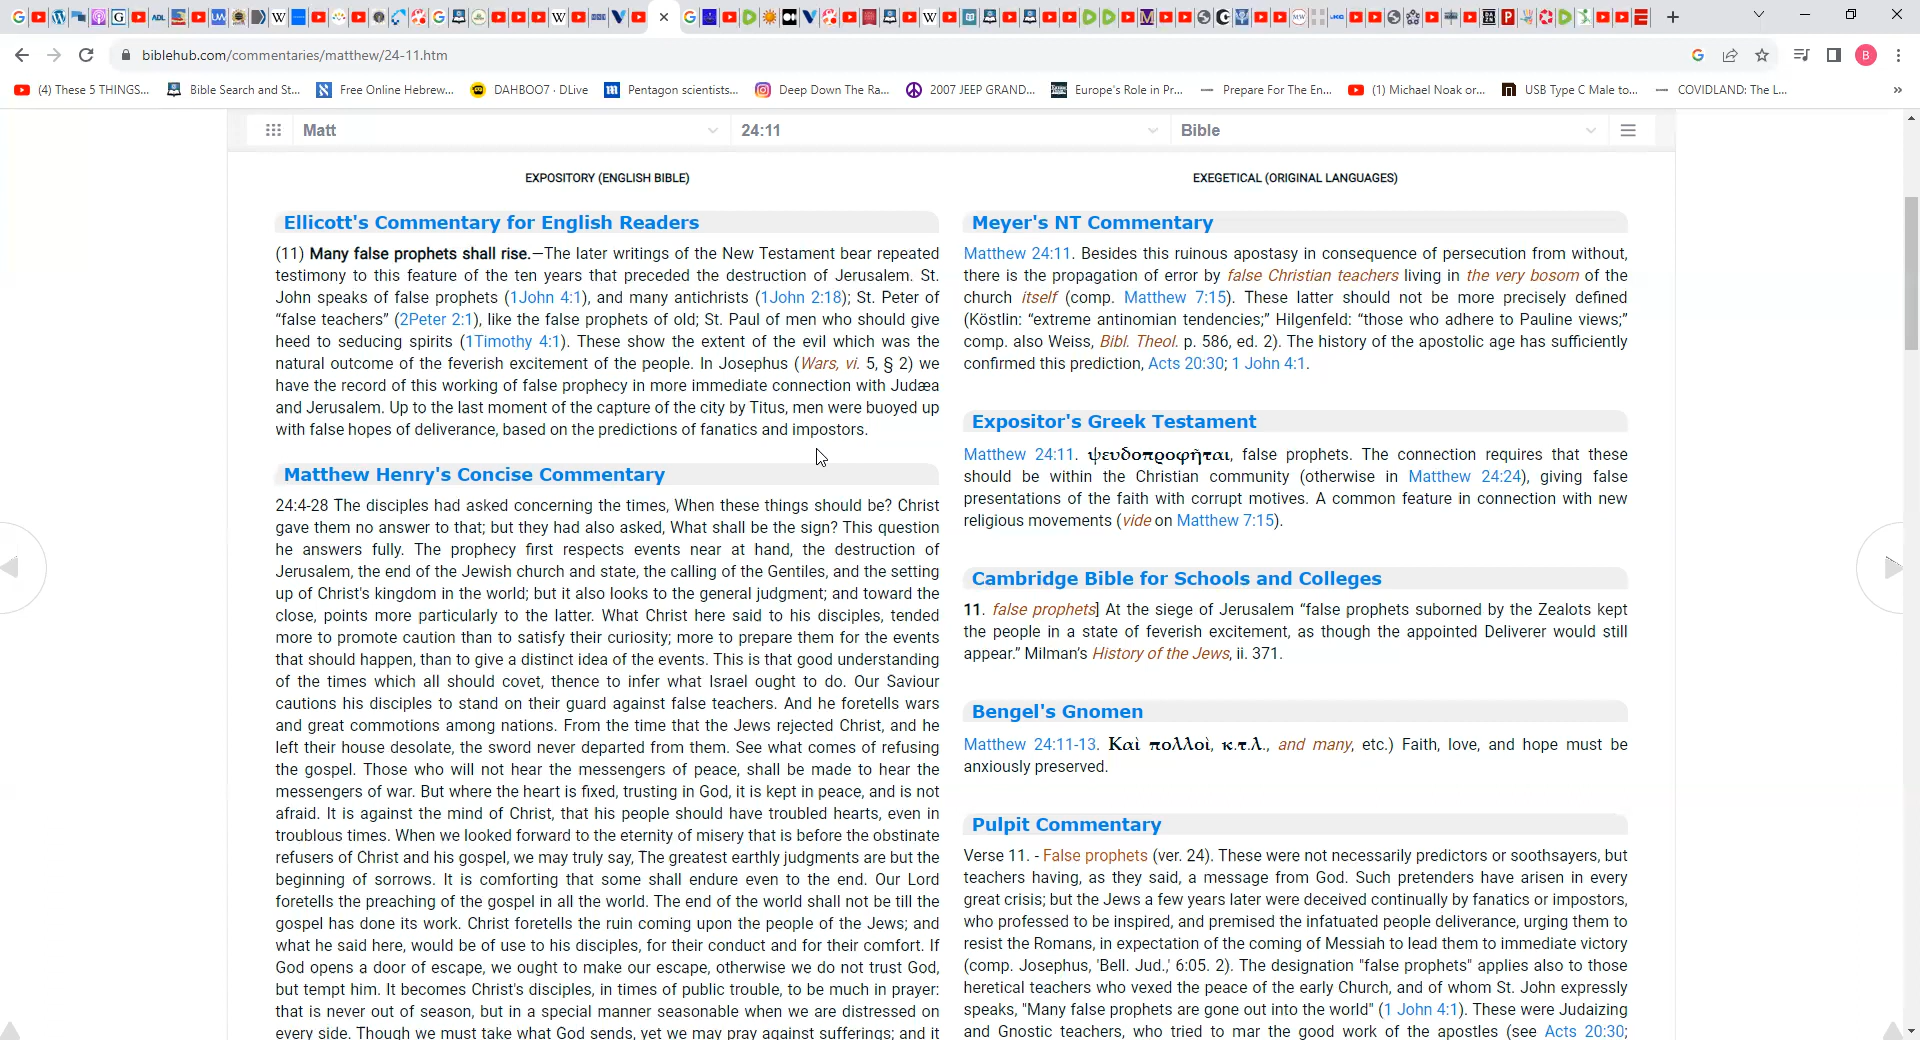 biblehub.com/commentaries/matthew/24-11.htm
B
(4) These 5 THINGS...
Bible Search and St...
Free Online Hebrew...
DAHBOO7 · DLive
Pentagon scientists...
Deep Down The Ra...
2007 JEEP GRAND...
Europe's Role in Pr...
Prepare For The En...
(1) Michael Noak or...
USB Type C Male to...
COVIDLAND: The L...
»
Matt
24:11
Bible
EXPOSITORY (ENGLISH BIBLE)
Ellicott's Commentary for English Readers
(11) Many false prophets shall rise.—The later writings of the New Testament bear repeated
testimony to this feature of the ten years that preceded the destruction of Jerusalem. St.
John speaks of false prophets (1John 4:1), and many antichrists (1John 2:18); St. Peter of
“false teachers” (2Peter 2:1), like the false prophets of old; St. Paul of men who should give
heed to seducing spirits (1Timothy 4:1). These show the extent of the evil which was the
natural outcome of the feverish excitement of the people. In Josephus (Wars, vi. 5, § 2) we
have the record of this working of false prophecy in more immediate connection with Judæa
and Jerusalem. Up to the last moment of the capture of the city by Titus, men were buoyed up
with false hopes of deliverance, based on the predictions of fanatics and impostors.
Matthew Henry's Concise Commentary
24:4-28 The disciples had asked concerning the times, When these things should be? Christ
gave them no answer to that; but they had also asked, What shall be the sign? This question
he answers fully. The prophecy first respects events near at hand, the destruction of
Jerusalem, the end of the Jewish church and state, the calling of the Gentiles, and the setting
up of Christ's kingdom in the world; but it also looks to the general judgment; and toward the
close, points more particularly to the latter. What Christ here said to his disciples, tended
more to promote caution than to satisfy their curiosity; more to prepare them for the events
that should happen, than to give a distinct idea of the events. This is that good understanding
of the times which all should covet, thence to infer what Israel ought to do. Our Saviour
cautions his disciples to stand on their guard against false teachers. And he foretells wars
and great commotions among nations. From the time that the Jews rejected Christ, and he
left their house desolate, the sword never departed from them. See what comes of refusing
the gospel. Those who will not hear the messengers of peace, shall be made to hear the
messengers of war. But where the heart is fixed, trusting in God, it is kept in peace, and is not
afraid. It is against the mind of Christ, that his people should have troubled hearts, even in
troublous times. When we looked forward to the eternity of misery that is before the obstinate
refusers of Christ and his gospel, we may truly say, The greatest earthly judgments are but the
beginning of sorrows. It is comforting that some shall endure even to the end. Our Lord
foretells the preaching of the gospel in all the world. The end of the world shall not be till the
gospel has done its work. Christ foretells the ruin coming upon the people of the Jews; and
what he said here, would be of use to his disciples, for their conduct and for their comfort. If
God opens a door of escape, we ought to make our escape, otherwise we do not trust God,
but tempt him. It becomes Christ's disciples, in times of public trouble, to be much in prayer:
that is never out of season, but in a special manner seasonable when we are distressed on
every side. Though we must take what God sends, yet we may pray against sufferings; and it
EXEGETICAL (ORIGINAL LANGUAGES)
Meyer's NT Commentary
Matthew 24:11. Besides this ruinous apostasy in consequence of persecution from without,
there is the propagation of error by false Christian teachers living in the very bosom of the
church itself (comp. Matthew 7:15). These latter should not be more precisely defined
(Köstlin: “extreme antinomian tendencies;” Hilgenfeld: “those who adhere to Pauline views;”
comp. also Weiss, Bibl. Theol. p. 586, ed. 2). The history of the apostolic age has sufficiently
confirmed this prediction, Acts 20:30; 1 John 4:1.
Expositor's Greek Testament
Matthew 24:11. ψευδοπροφῆται, false prophets. The connection requires that these
should be within the Christian community (otherwise in Matthew 24:24), giving false
presentations of the faith with corrupt motives. A common feature in connection with new
religious movements (vide on Matthew 7:15).
Cambridge Bible for Schools and Colleges
11. false prophets] At the siege of Jerusalem “false prophets suborned by the Zealots kept
the people in a state of feverish excitement, as though the appointed Deliverer would still
appear.” Milman's History of the Jews, ii. 371.
Bengel's Gnomen
Matthew 24:11-13. Καὶ πολλοὶ, κ.τ.λ., and many, etc.) Faith, love, and hope must be
anxiously preserved.
Pulpit Commentary
Verse 11. - False prophets (ver. 24). These were not necessarily predictors or soothsayers, but
teachers having, as they said, a message from God. Such pretenders have arisen in every
great crisis; but the Jews a few years later were deceived continually by fanatics or impostors,
who professed to be inspired, and premised the infatuated people deliverance, urging them to
resist the Romans, in expectation of the coming of Messiah to lead them to immediate victory
(comp. Josephus, 'Bell. Jud.,' 6:05. 2). The designation "false prophets" applies also to those
heretical teachers who vexed the peace of the early Church, and of whom St. John expressly
speaks, "Many false prophets are gone out into the world" (1 John 4:1). These were Judaizing
and Gnostic teachers, who tried to mar the good work of the apostles (see Acts 20:30;